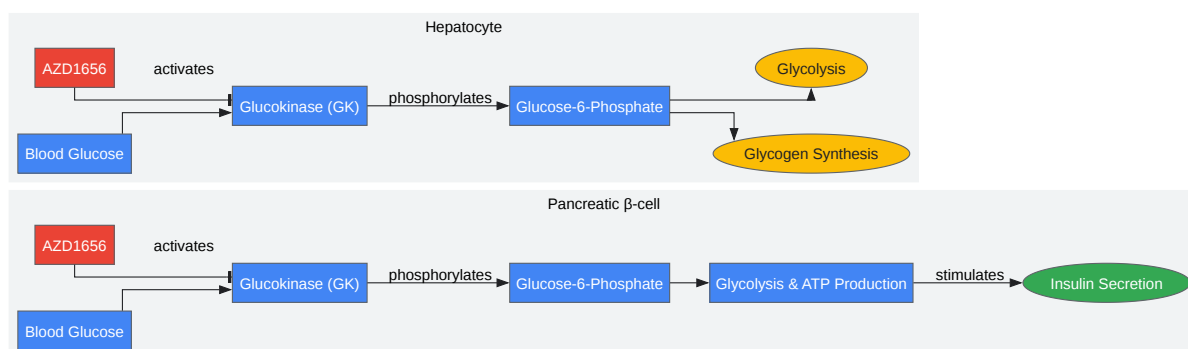 Hepatocyte
AZD1656
activates
Glycolysis
Glucokinase (GK)
phosphorylates
Glucose-6-Phosphate
Blood Glucose
Glycogen Synthesis
Pancreatic β-cell
AZD1656
activates
Glucokinase (GK)
phosphorylates
Glucose-6-Phosphate
Glycolysis & ATP Production
stimulates
Insulin Secretion
Blood Glucose